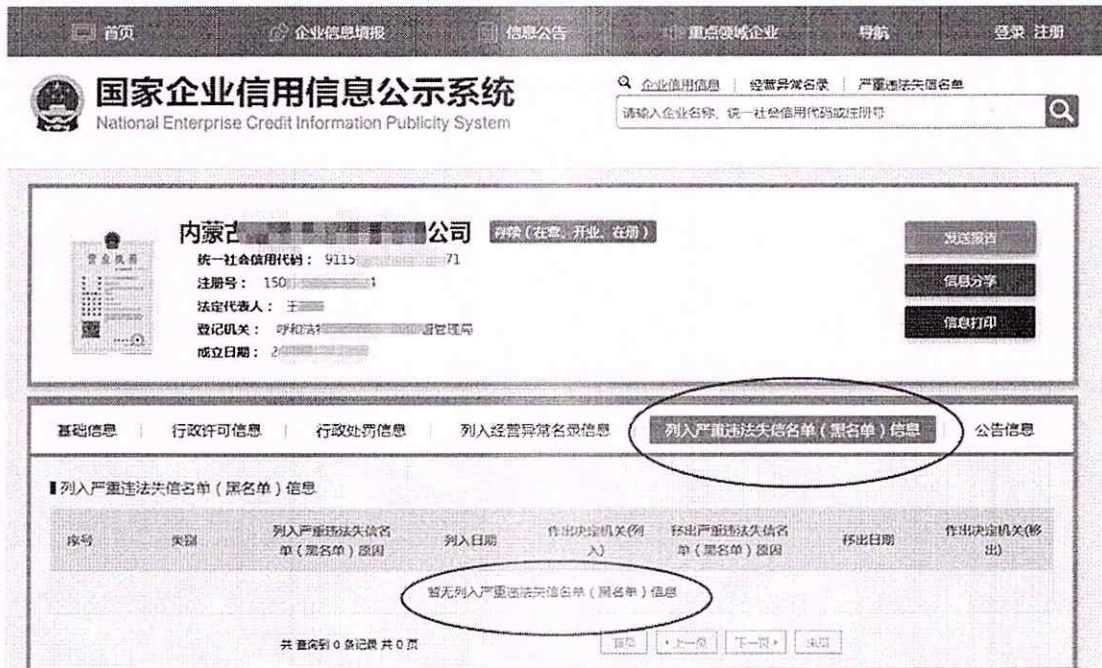 首页 企业信息填报 信息公告 重点领域企业 导航 登录 注册
国家企业信用信息公示系统
National Enterprise Credit Information Publicity System
企业信用信息 | 经营异常名录 | 严重违法失信名单
请输入企业名称、统一社会信用代码或注册号
内蒙古 公司 存续（在营、开业、在册）
营业执照
统一社会信用代码： 9115 71
注册号： 150
法定代表人： 王
登记机关： 呼和浩 管理局
成立日期： 2
发送报告
信息分享
信息打印
基础信息 | 行政许可信息 | 行政处罚信息 | 列入经营异常名录信息 列入严重违法失信名单（黑名单）信息 公告信息
列入严重违法失信名单（黑名单）信息
序号 类别 列入严重违法失信名单（黑名单）原因 列入日期 作出决定机关(列入) 移出严重违法失信名单（黑名单）原因 移出日期 作出决定机关(移出)
暂无列入严重违法失信名单（黑名单）信息
共 查询到 0 条记录 共 0 页 首页 上一页 下一页 末页